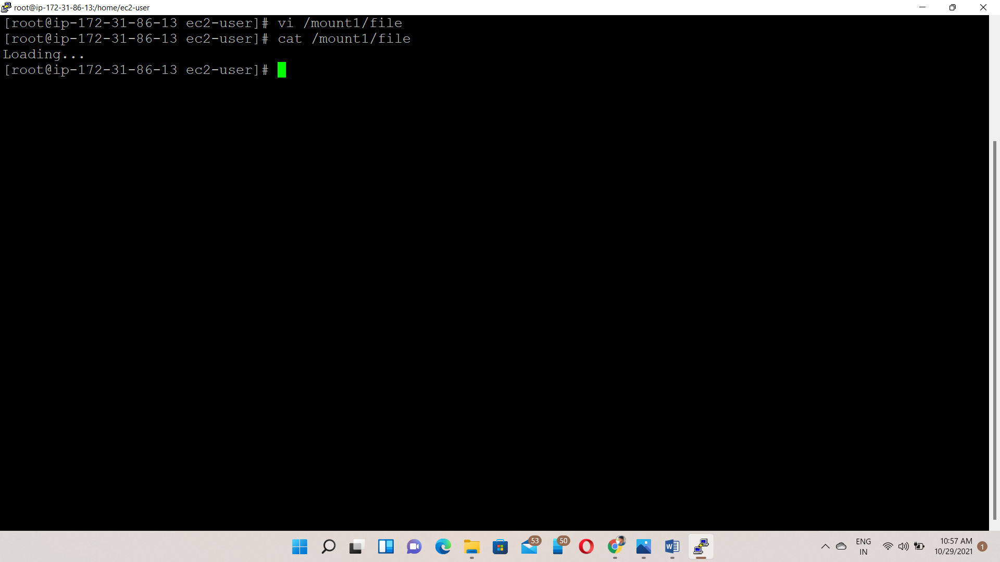 root@ip-172-31-86-13:/home/ec2-user
[root@ip-172-31-86-13 ec2-user]# vi /mount1/file
[root@ip-172-31-86-13 ec2-user]# cat /mount1/file
Loading...
[root@ip-172-31-86-13 ec2-user]#
53
50
W
ENG
IN
10:57 AM
10/29/2021
1